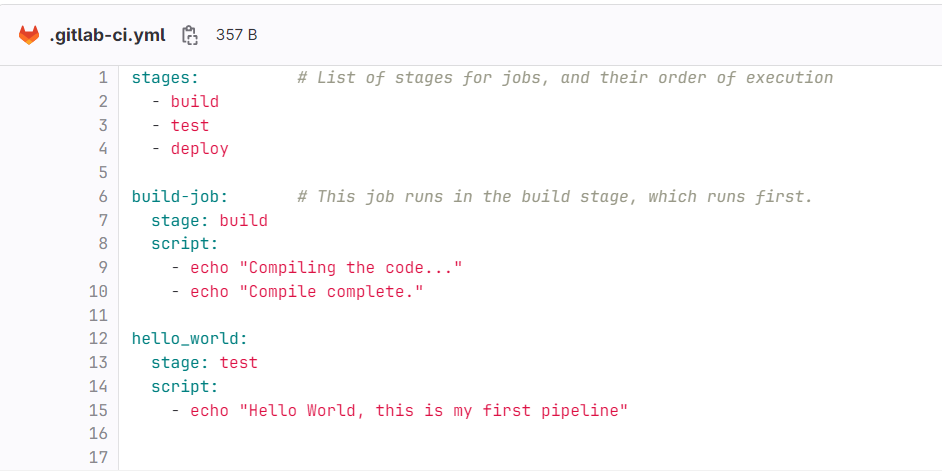 .gitlab-ci.yml 357 B
1 stages:          # List of stages for jobs, and their order of execution
2   - build
3   - test
4   - deploy
5
6 build-job:       # This job runs in the build stage, which runs first.
7   stage: build
8   script:
9     - echo "Compiling the code..."
10     - echo "Compile complete."
11
12 hello_world:
13   stage: test
14   script:
15     - echo "Hello World, this is my first pipeline"
16
17